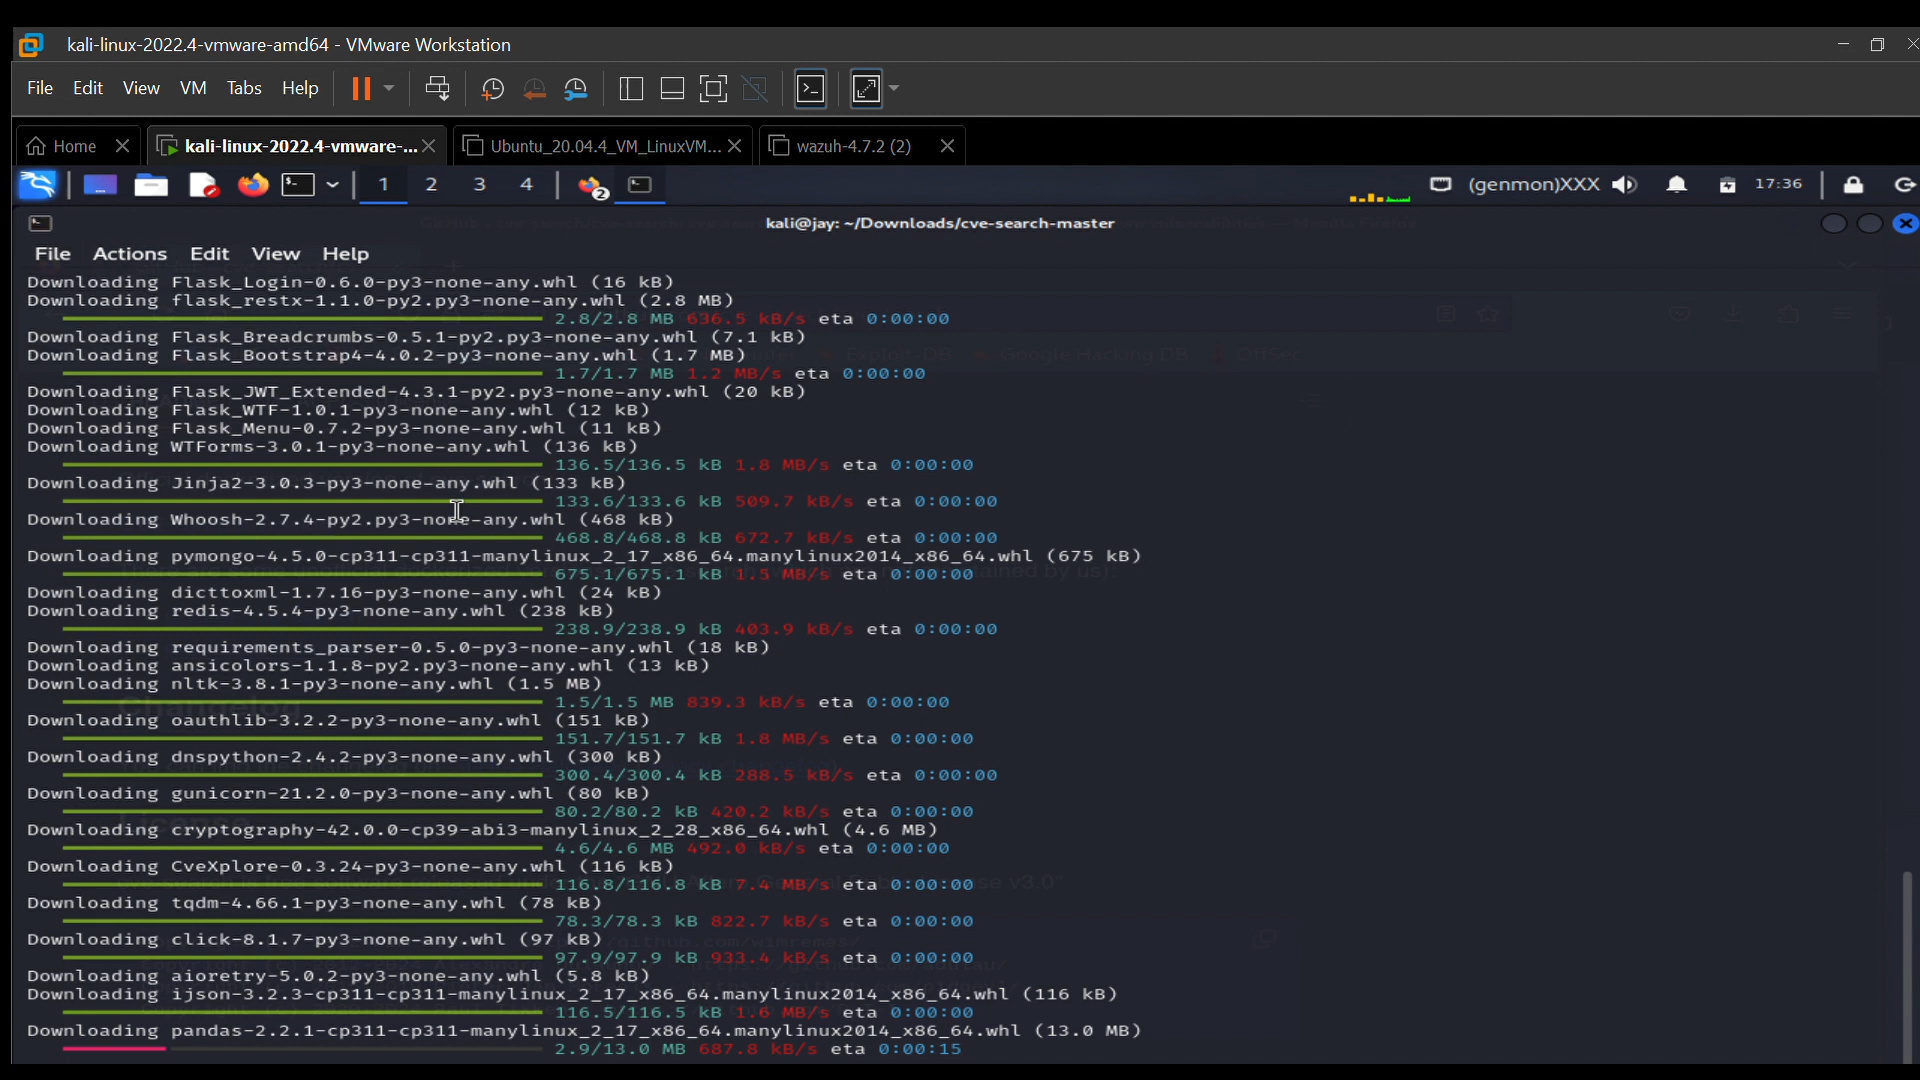 kali-linux-2022.4-vmware-amd64 - VMware Workstation
File Edit View VM Tabs Help
Home kali-linux-2022.4-vmware-... Ubuntu_20.04.4_VM_LinuxVM... wazuh-4.7.2 (2)
1 2 3 4 2 (genmon)XXX 17:36
kali@jay: ~/Downloads/cve-search-master
File Actions Edit View Help
Downloading Flask_Login-0.6.0-py3-none-any.whl (16 kB)
Downloading flask_restx-1.1.0-py2.py3-none-any.whl (2.8 MB)
2.8/2.8 MB 636.5 kB/s eta 0:00:00
Downloading Flask_Breadcrumbs-0.5.1-py2.py3-none-any.whl (7.1 kB)
Downloading Flask_Bootstrap4-4.0.2-py3-none-any.whl (1.7 MB)
1.7/1.7 MB 1.2 MB/s eta 0:00:00
Downloading Flask_JWT_Extended-4.3.1-py2.py3-none-any.whl (20 kB)
Downloading Flask_WTF-1.0.1-py3-none-any.whl (12 kB)
Downloading Flask_Menu-0.7.2-py3-none-any.whl (11 kB)
Downloading WTForms-3.0.1-py3-none-any.whl (136 kB)
136.5/136.5 kB 1.8 MB/s eta 0:00:00
Downloading Jinja2-3.0.3-py3-none-any.whl (133 kB)
133.6/133.6 kB 509.7 kB/s eta 0:00:00
Downloading Whoosh-2.7.4-py2.py3-none-any.whl (468 kB)
468.8/468.8 kB 672.7 kB/s eta 0:00:00
Downloading pymongo-4.5.0-cp311-cp311-manylinux_2_17_x86_64.manylinux2014_x86_64.whl (675 kB)
675.1/675.1 kB 1.5 MB/s eta 0:00:00
Downloading dicttoxml-1.7.16-py3-none-any.whl (24 kB)
Downloading redis-4.5.4-py3-none-any.whl (238 kB)
238.9/238.9 kB 403.9 kB/s eta 0:00:00
Downloading requirements_parser-0.5.0-py3-none-any.whl (18 kB)
Downloading ansicolors-1.1.8-py2.py3-none-any.whl (13 kB)
Downloading nltk-3.8.1-py3-none-any.whl (1.5 MB)
1.5/1.5 MB 839.3 kB/s eta 0:00:00
Downloading oauthlib-3.2.2-py3-none-any.whl (151 kB)
151.7/151.7 kB 1.8 MB/s eta 0:00:00
Downloading dnspython-2.4.2-py3-none-any.whl (300 kB)
300.4/300.4 kB 288.5 kB/s eta 0:00:00
Downloading gunicorn-21.2.0-py3-none-any.whl (80 kB)
80.2/80.2 kB 420.2 kB/s eta 0:00:00
Downloading cryptography-42.0.0-cp39-abi3-manylinux_2_28_x86_64.whl (4.6 MB)
4.6/4.6 MB 492.0 kB/s eta 0:00:00
Downloading CveXplore-0.3.24-py3-none-any.whl (116 kB)
116.8/116.8 kB 7.4 MB/s eta 0:00:00
Downloading tqdm-4.66.1-py3-none-any.whl (78 kB)
78.3/78.3 kB 822.7 kB/s eta 0:00:00
Downloading click-8.1.7-py3-none-any.whl (97 kB)
97.9/97.9 kB 933.4 kB/s eta 0:00:00
Downloading aioretry-5.0.2-py3-none-any.whl (5.8 kB)
Downloading ijson-3.2.3-cp311-cp311-manylinux_2_17_x86_64.manylinux2014_x86_64.whl (116 kB)
116.5/116.5 kB 1.6 MB/s eta 0:00:00
Downloading pandas-2.2.1-cp311-cp311-manylinux_2_17_x86_64.manylinux2014_x86_64.whl (13.0 MB)
2.9/13.0 MB 687.8 kB/s eta 0:00:15